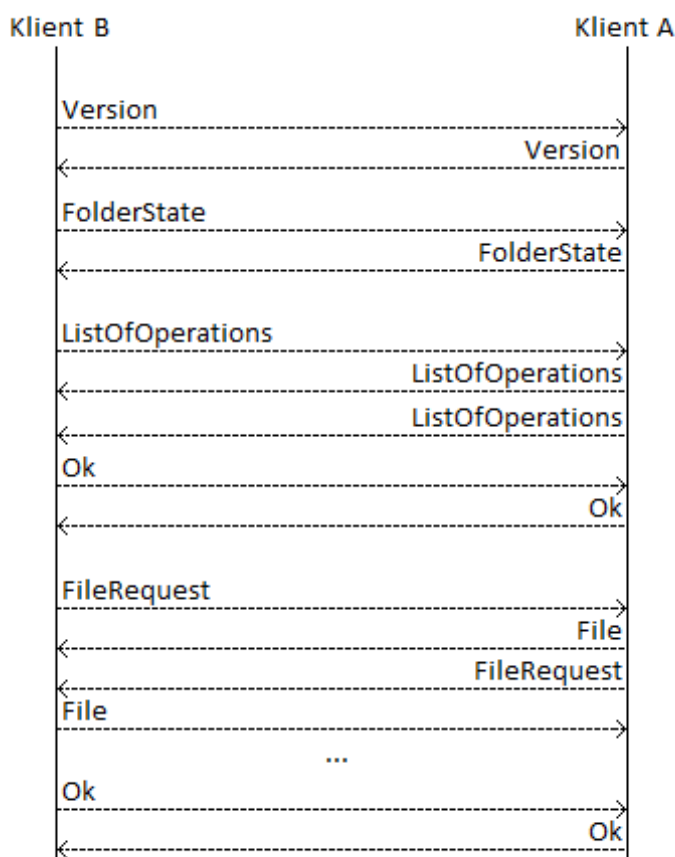 Klient B
Klient A
Version
Version
FolderState
FolderState
ListOfOperations
ListOfOperations
ListOfOperations
Ok
Ok
FileRequest
File
FileRequest
File
...
Ok
Ok